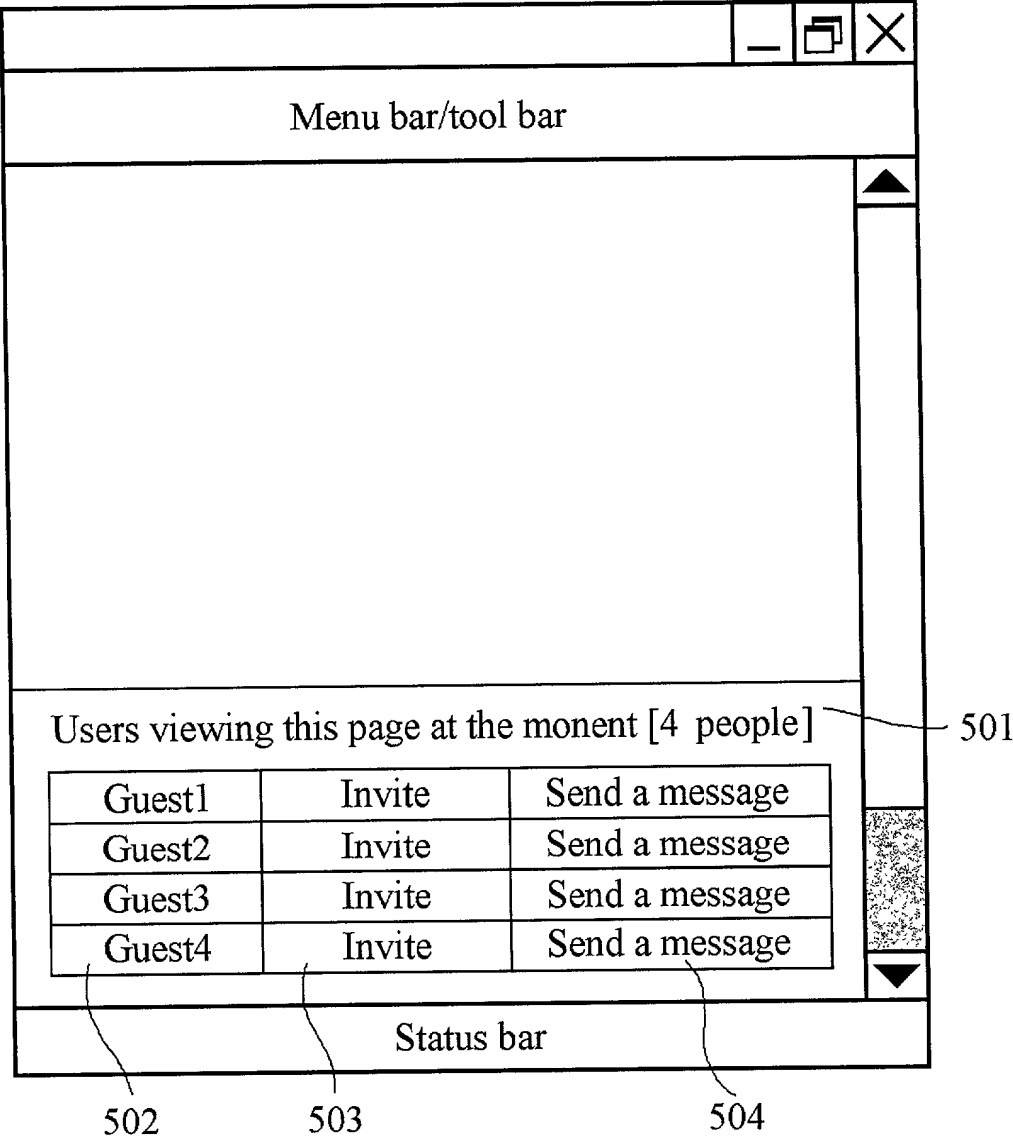 Menu bar/tool bar
Users viewing this page at the monent [4 people]
501
Guest1 Invite Send a message
Guest2 Invite Send a message
Guest3 Invite Send a message
Guest4 Invite Send a message
Status bar
502 503 504